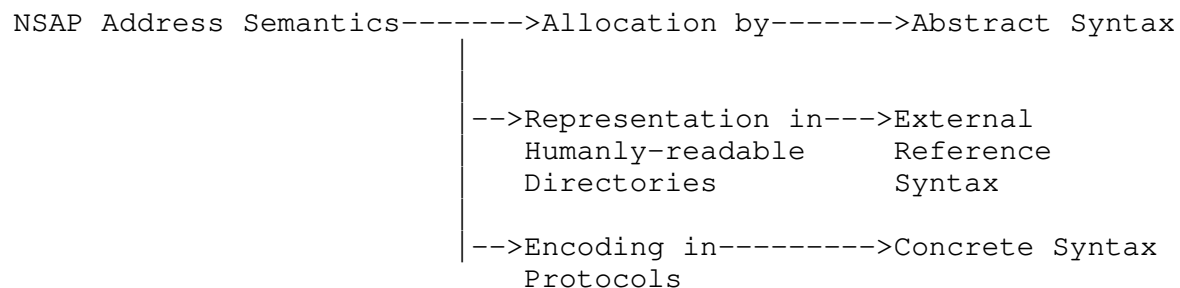 NSAP Address Semantics------->Allocation by------->Abstract Syntax
|
|
|-->Representation in--->External
| Humanly-readable Reference
| Directories Syntax
|
|-->Encoding in--------->Concrete Syntax
Protocols